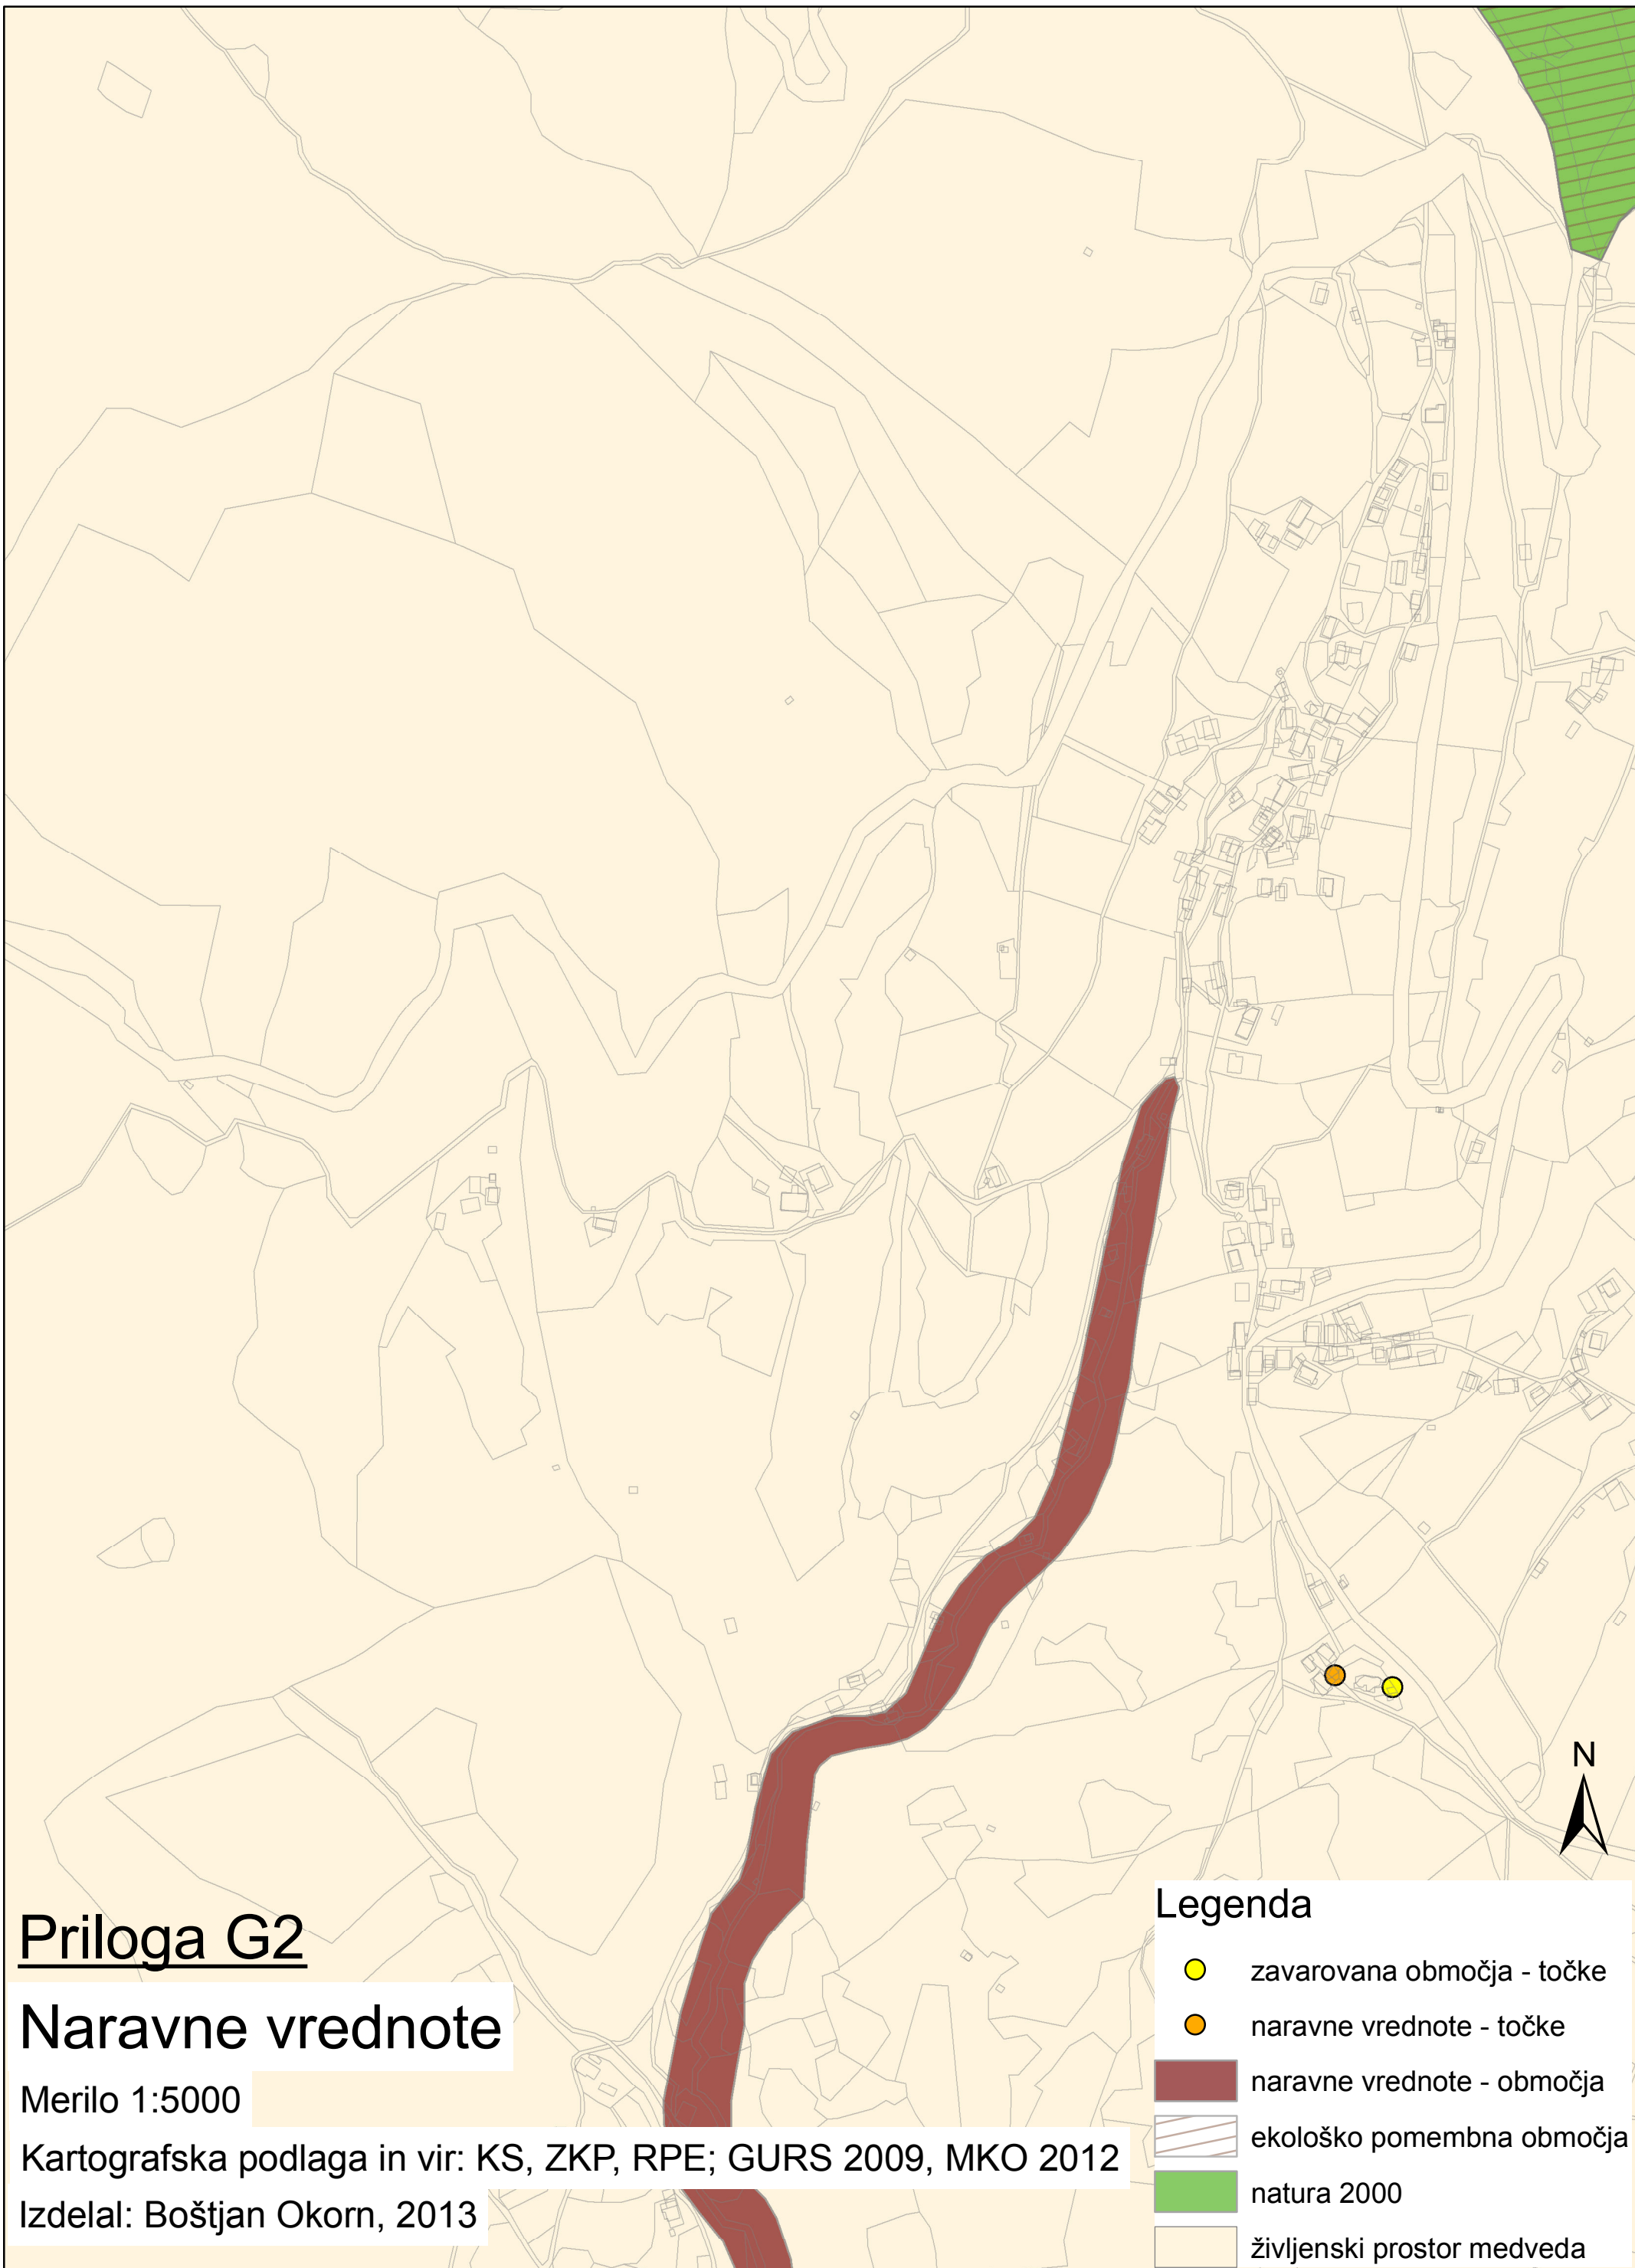 N
Priloga G2
Naravne vrednote
Merilo 1:5000
Kartografska podlaga in vir: KS, ZKP, RPE; GURS 2009, MKO 2012
Izdelal: Boštjan Okorn, 2013
Legenda
zavarovana območja - točke
naravne vrednote - točke
naravne vrednote - območja
ekološko pomembna območja
natura 2000
življenski prostor medveda